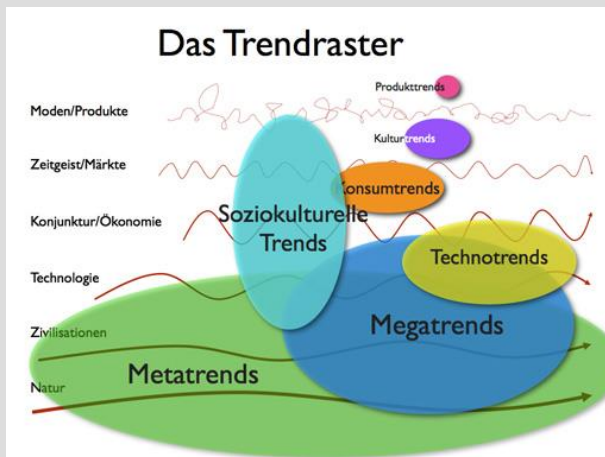 Das Trendraster
Produkttrends
Moden/Produkte
Kulturtrends
Zeitgeist/Märkte
Konsumtrends
Soziokulturelle
Trends
Konjunktur/Ökonomie
Technotrends
Technologie
Megatrends
Zivilisationen
Metatrends
Natur